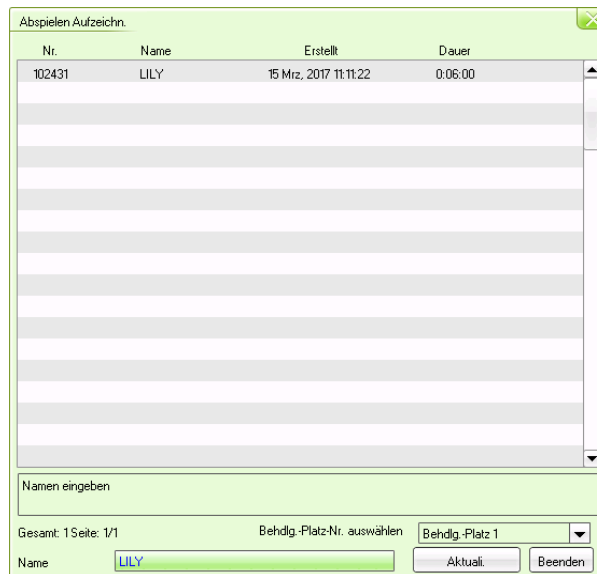 Abspielen Aufzeichn.
Nr. Name Erstellt Dauer
102431 LILY 15 Mrz, 2017 11:11:22 0:06:00
Namen eingeben
Gesamt: 1 Seite: 1/1 Behdlg.-Platz-Nr. auswählen Behdlg.-Platz 1
Name LILY Aktuali. Beenden